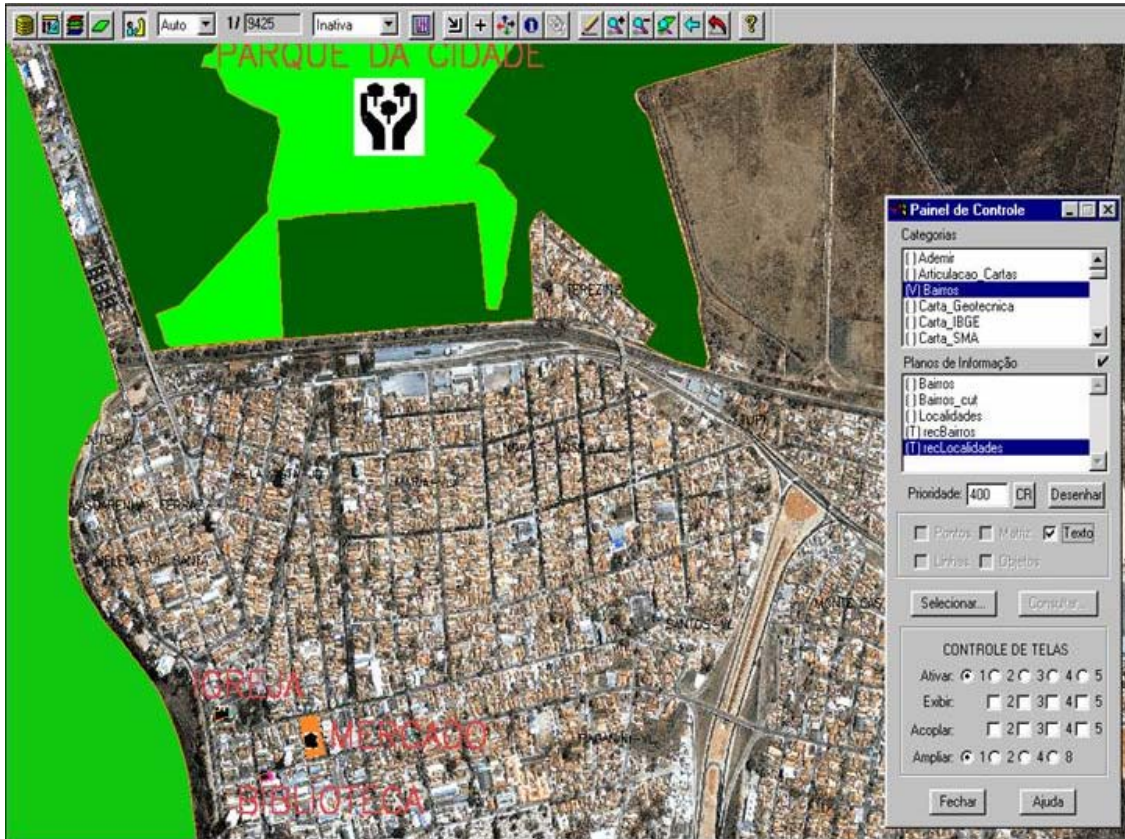 Auto 1/ 9425 Inativa
PARQUE DA CIDADE
Painel de Controle
Categorias
( ) Ademir
( ) Articulacao_Cartas
(V) Bairros
( ) Carta_Geotecnica
( ) Carta_IBGE
( ) Carta_SMA
Planos de Informação
( ) Bairros
( ) Bairros_cut
( ) Localidades
(T) recBairros
(T) recLocalidades
Prioridade: 400 CR Desenhar
Pontos Matriz Texto
Linhas Objetos
Selecionar... Consultar...
CONTROLE DE TELAS
Ativar: 1 2 3 4 5
Exibir: 2 3 4 5
Acoplar: 2 3 4 5
Ampliar: 1 2 4 8
Fechar Ajuda
SANTOS-VL
IGREJA
MERCADO
BIBLIOTECA